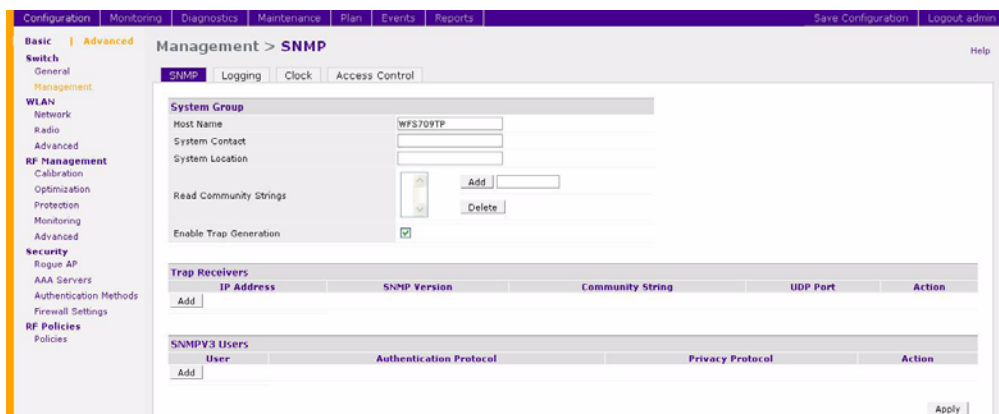 Configuration Monitoring Diagnostics Maintenance Plan Events Reports Save Configuration Logout admin
Basic | Advanced
Switch
General
Management
WLAN
Network
Radio
Advanced
RF Management
Calibration
Optimization
Protection
Monitoring
Advanced
Security
Rogue AP
AAA Servers
Authentication Methods
Firewall Settings
RF Policies
Policies
Management > SNMP
Help
SNMP Logging Clock Access Control
System Group
Host Name WFS709TP
System Contact
System Location
Read Community Strings Add Delete
Enable Trap Generation
Trap Receivers
IP Address SNMP Version Community String UDP Port Action
Add
SNMPV3 Users
User Authentication Protocol Privacy Protocol Action
Add
Apply